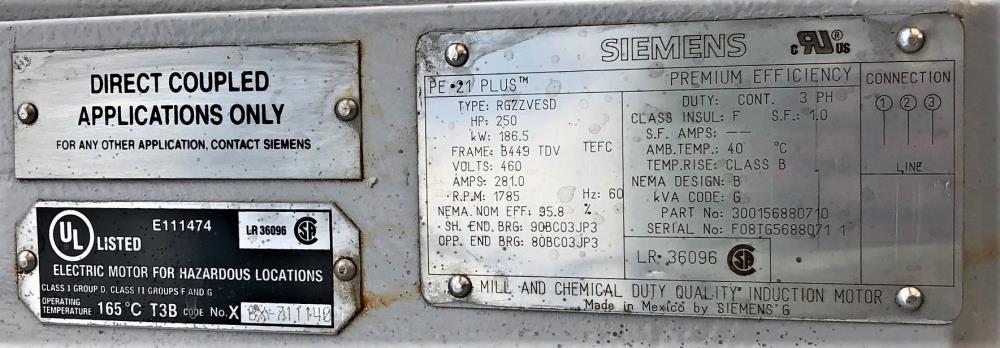 DIRECT COUPLED
APPLICATIONS ONLY
FOR ANY OTHER APPLICATION, CONTACT SIEMENS
UL LISTED
E111474
LR 36096 SA
ELECTRIC MOTOR FOR HAZARDOUS LOCATIONS
CLASS I GROUP D, CLASS II GROUPS F AND G
OPERATING TEMPERATURE 165°C T3B CODE No. X
SIEMENS
c RU ® US
PE•21 PLUS™ PREMIUM EFFICIENCY
TYPE: RGZZVESD
HP: 250
kW: 186.5
FRAME: B449 TDV TEFC
VOLTS: 460
AMPS: 281.0
R.P.M: 1785 Hz: 60
NEMA. NOM EFF: 95.8 %
SH. END. BRG: 90BC03JP3
OPP. END BRG: 80BC03JP3
DUTY: CONT. 3 PH
CLASS INSUL: F S.F.: 1.0
S.F. AMPS: --
AMB.TEMP.: 40 °C
TEMP.RISE: CLASS B
NEMA DESIGN: B
kVA CODE: G
PART No: 300156880710
SERIAL No: F08TG5688071 1
LR 36096 SA
CONNECTION
1 2 3
LINE
MILL AND CHEMICAL DUTY QUALITY INDUCTION MOTOR
Made in Mexico by SIEMENS G